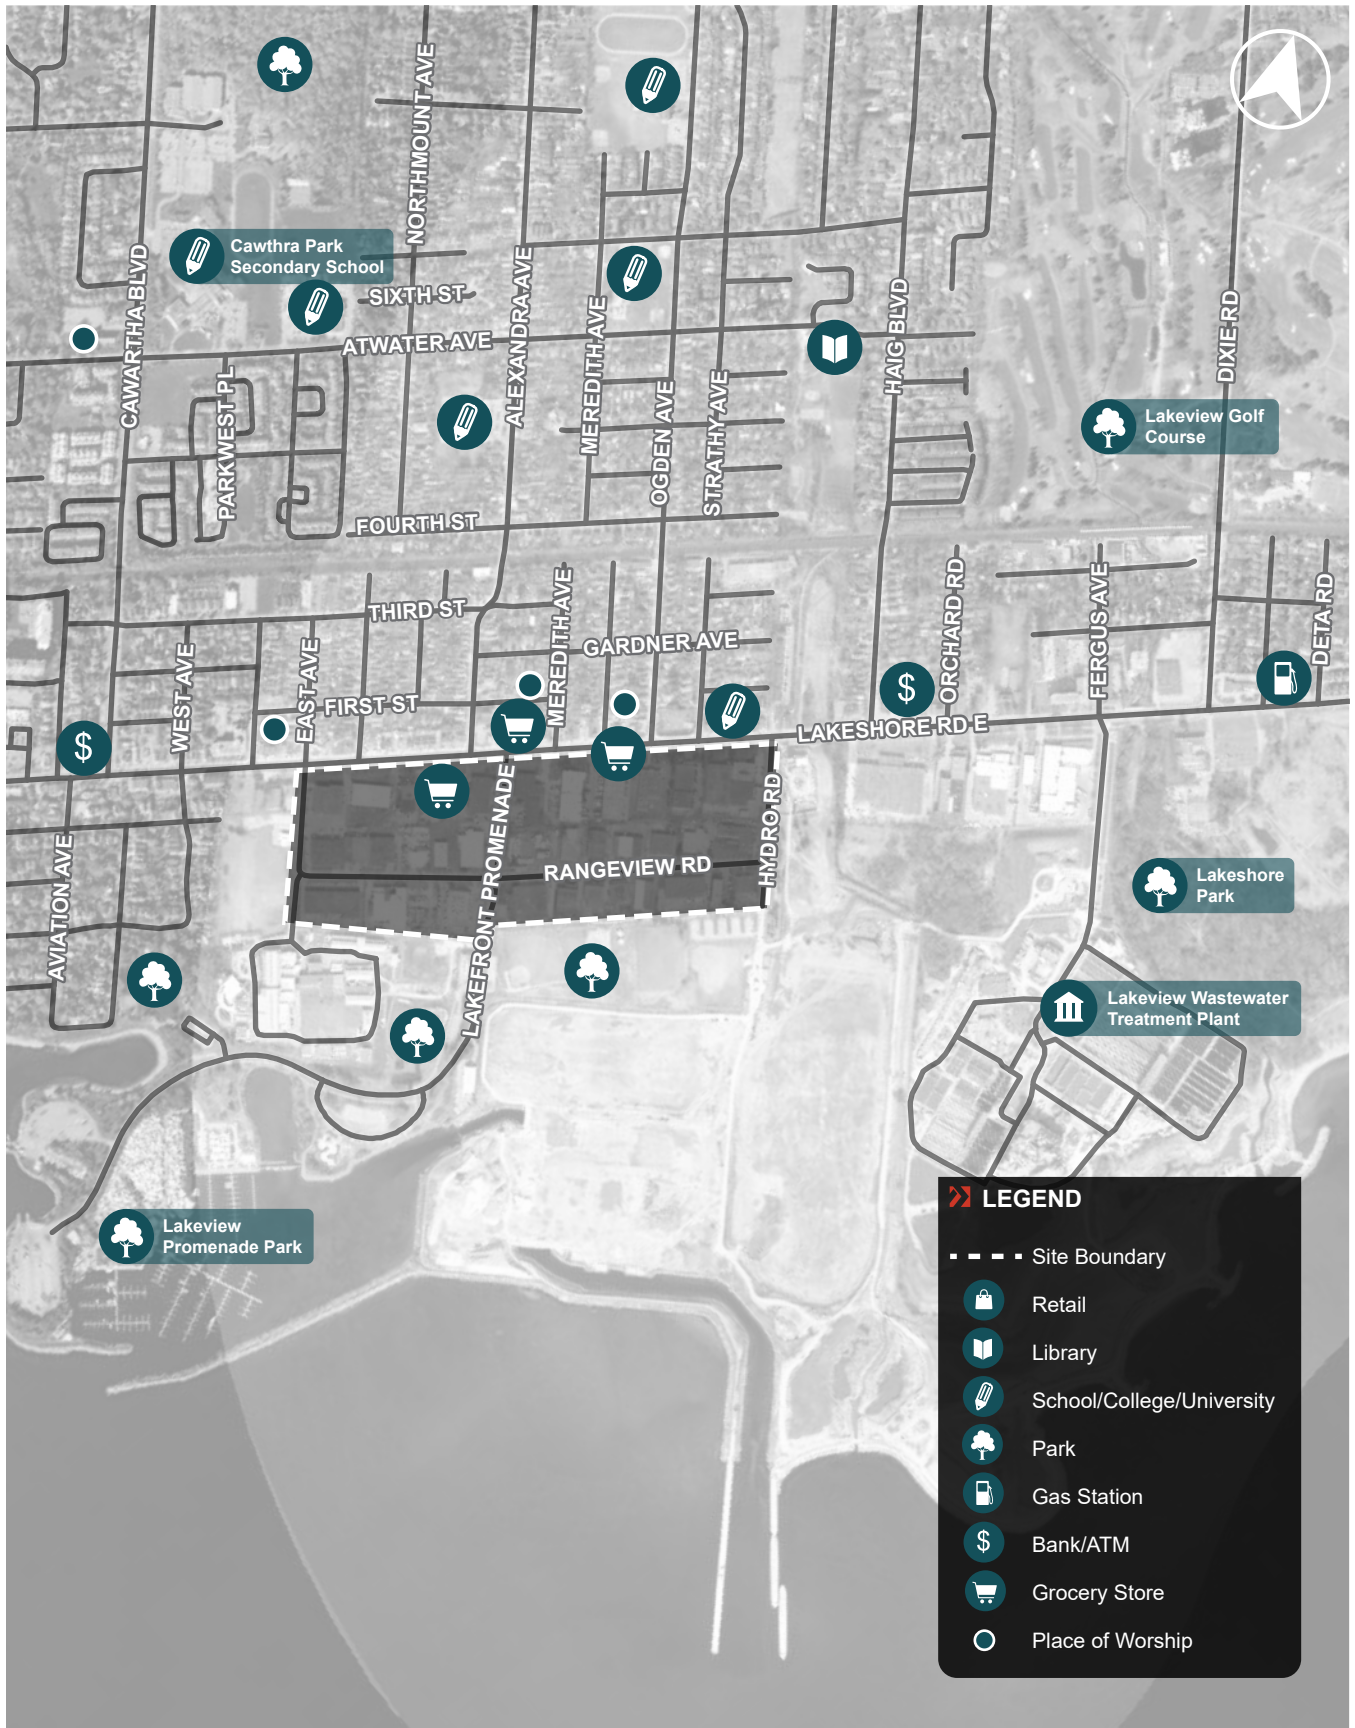 NORTHMOUNT AVE
Cawthra Park
Secondary School
CAWARTHA BLVD
SIXTH ST
ATWATER AVE
ALEXANDRA AVE
MEREDITH AVE
HAIG BLVD
DIXIE RD
PARKWEST PL
OGDEN AVE
STRATHY AVE
Lakeview Golf
Course
FOURTH ST
THIRD ST
MEREDITH AVE
GARDNER AVE
ORCHARD RD
FERGUS AVE
DETA RD
WEST AVE
EAST AVE
FIRST ST
$
$
LAKESHORE RD E
LAKEFRONT PROMENADE
HYDRO RD
RANGEVIEW RD
AVIATION AVE
Lakeshore
Park
Lakeview Wastewater
Treatment Plant
Lakeview
Promenade Park
LEGEND
Site Boundary
Retail
Library
School/College/University
Park
Gas Station
$ Bank/ATM
Grocery Store
Place of Worship